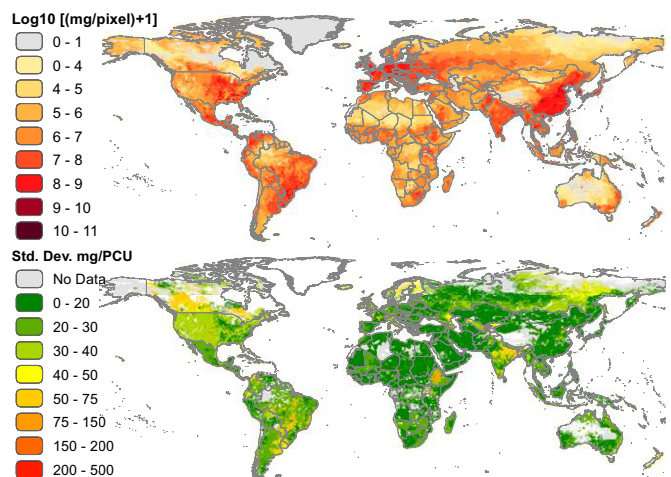 Log10 [(mg/pixel)+1]
0 - 1
0 - 4
4 - 5
5 - 6
6 - 7
7 - 8
8 - 9
9 - 10
10 - 11
Std. Dev. mg/PCU
No Data
0 - 20
20 - 30
30 - 40
40 - 50
50 - 75
75 - 150
150 - 200
200 - 500